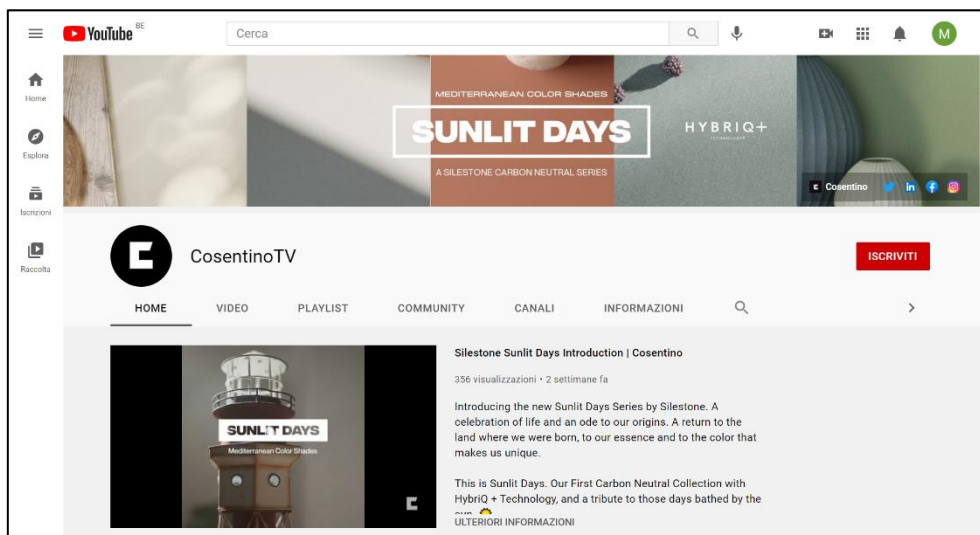 YouTube BE
Cerca
M
Home
Esplora
Iscrizioni
Raccolta
MEDITERRANEAN COLOR SHADES
SUNLIT DAYS
A SILESTONE CARBON NEUTRAL SERIES
HYBRIQ+
TECHNOLOGY
Cosentino
CosentinoTV
ISCRIVITI
HOME VIDEO PLAYLIST COMMUNITY CANALI INFORMAZIONI
SUNLIT DAYS
Mediterranean Color Shades
Silestone Sunlit Days Introduction | Cosentino
356 visualizzazioni • 2 settimane fa
Introducing the new Sunlit Days Series by Silestone. A
celebration of life and an ode to our origins. A return to the
land where we were born, to our essence and to the color that
makes us unique.
This is Sunlit Days. Our First Carbon Neutral Collection with
HybriQ + Technology, and a tribute to those days bathed by the
ULTERIORI INFORMAZIONI